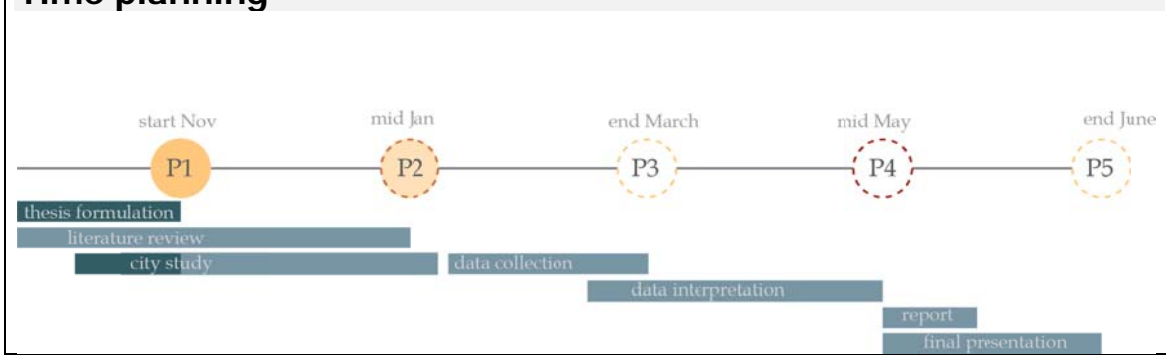 Time planning
start Nov
mid Jan
end March
mid May
end June
P1
P2
P3
P4
P5
thesis formulation
literature review
city study
data collection
data interpretation
report
final presentation